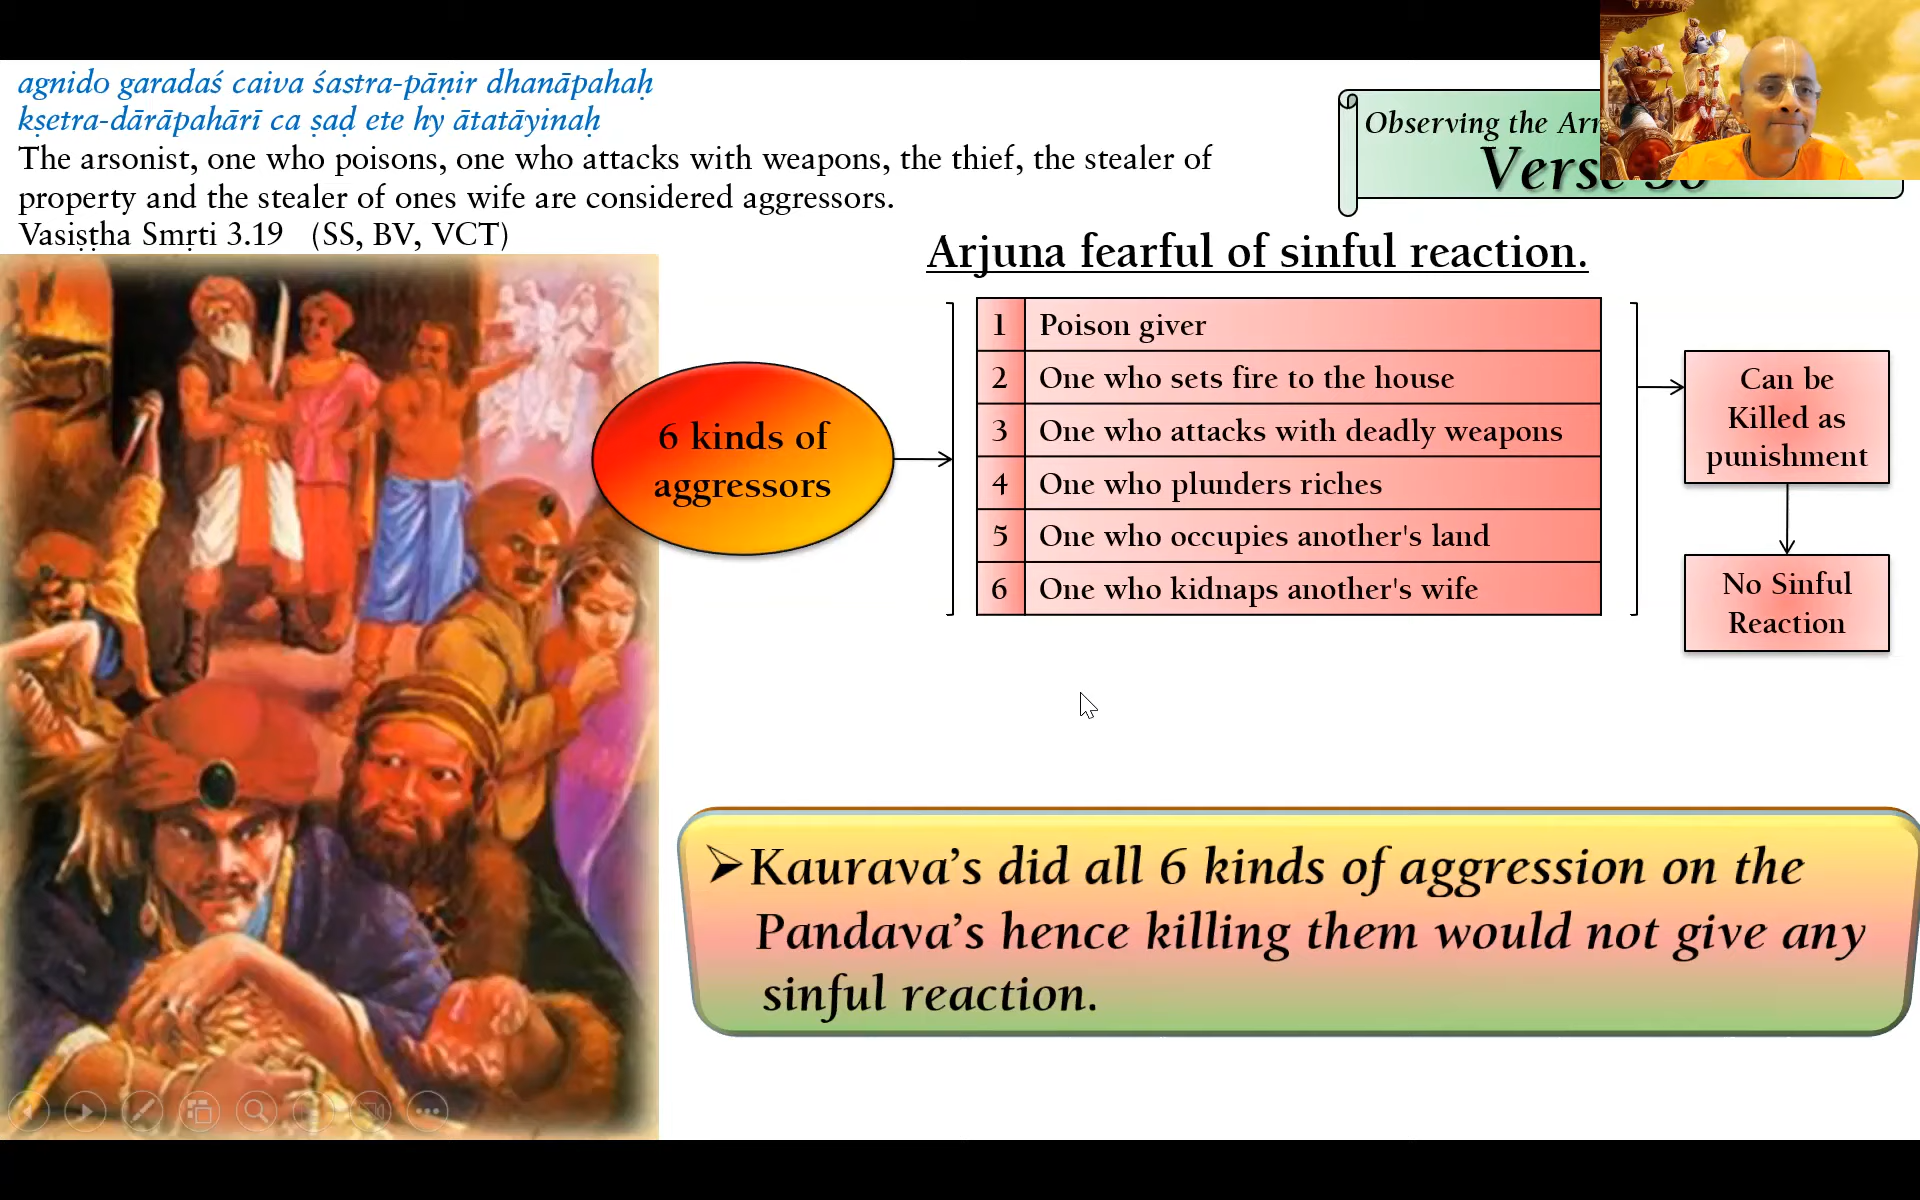 agnido garadaś caiva śastra-pāṇir dhanāpahaḥ
kṣetra-dārāpahārī ca ṣaḍ ete hy ātatāyinaḥ
The arsonist, one who poisons, one who attacks with weapons, the thief, the stealer of
property and the stealer of ones wife are considered aggressors.
Vasiṣṭha Smṛti 3.19 (SS, BV, VCT)
Observing the
Arjuna fearful of sinful reaction.
6 kinds of
aggressors
1 Poison giver
2 One who sets fire to the house
3 One who attacks with deadly weapons
4 One who plunders riches
5 One who occupies another's land
6 One who kidnaps another's wife
Can be
Killed as
punishment
No Sinful
Reaction
➢Kaurava’s did all 6 kinds of aggression on the
Pandava’s hence killing them would not give any
sinful reaction.